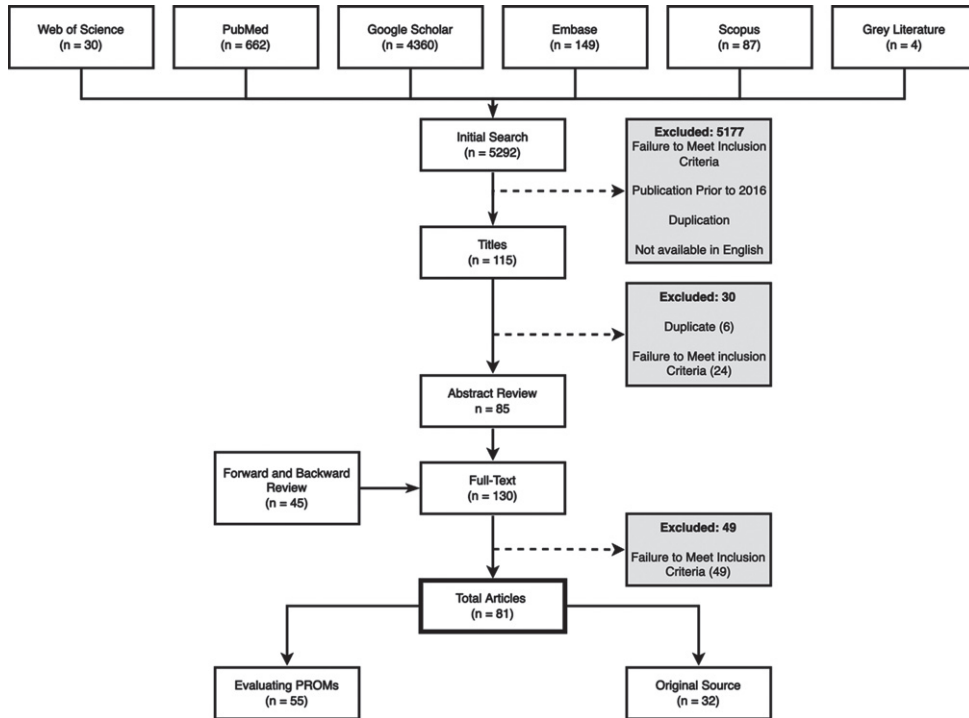 Web of Science
(n = 30)
PubMed
(n = 662)
Google Scholar
(n = 4360)
Embase
(n = 149)
Scopus
(n = 87)
Grey Literature
(n = 4)
Initial Search
(n = 5292)
Excluded: 5177
Failure to Meet Inclusion
Criteria
Publication Prior to 2016
Duplication
Not available in English
Titles
(n = 115)
Excluded: 30
Duplicate (6)
Failure to Meet inclusion
Criteria (24)
Abstract Review
n = 85
Forward and Backward
Review
(n = 45)
Full-Text
(n = 130)
Excluded: 49
Failure to Meet Inclusion
Criteria (49)
Total Articles
(n = 81)
Evaluating PROMs
(n = 55)
Original Source
(n = 32)